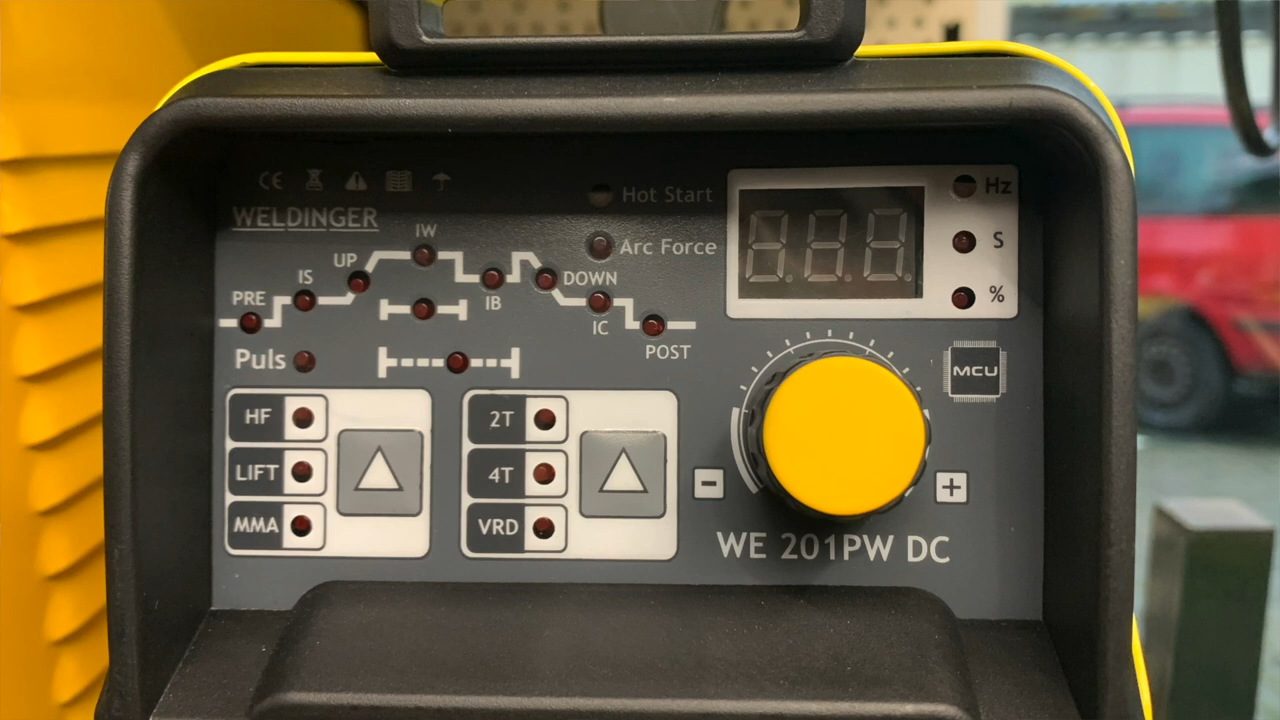 CE
Hot Start
WELDINGER
Hz
IW
Arc Force
S
UP
IS
DOWN
PRE
IB
%
IC
POST
Puls
MCU
HF
2T
LIFT
4T
- +
MMA
VRD
WE 201PW DC